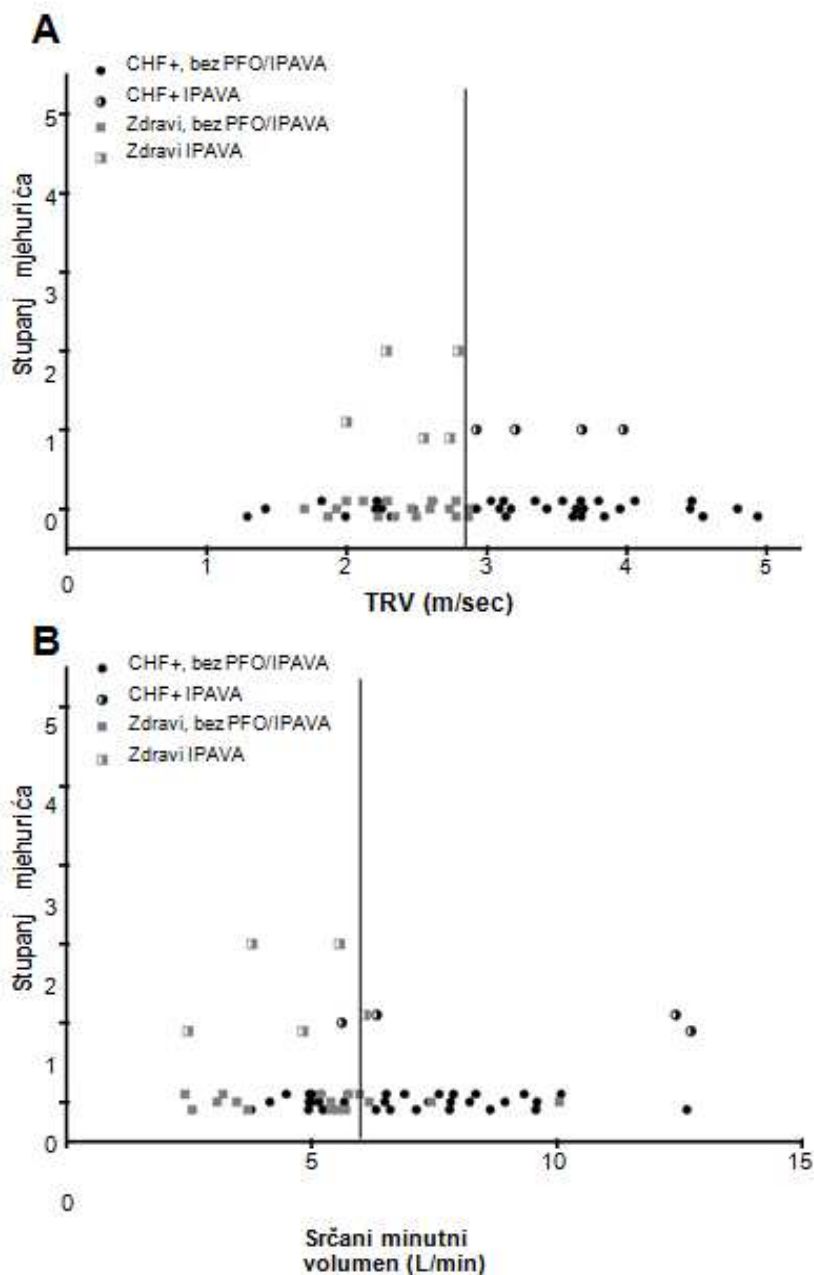 A
CHF+, bez PFO/IPAVA
CHF+ IPAVA
Zdravi, bez PFO/IPAVA
Zdravi IPAVA
Stupanj mjehurića
5
4
3
2
1
0
0
1
2
3
4
5
TRV (m/sec)
B
CHF+, bez PFO/IPAVA
CHF+ IPAVA
Zdravi, bez PFO/IPAVA
Zdravi IPAVA
Stupanj mjehurića
5
4
3
2
1
0
0
5
10
15
Srčani minutni
volumen (L/min)